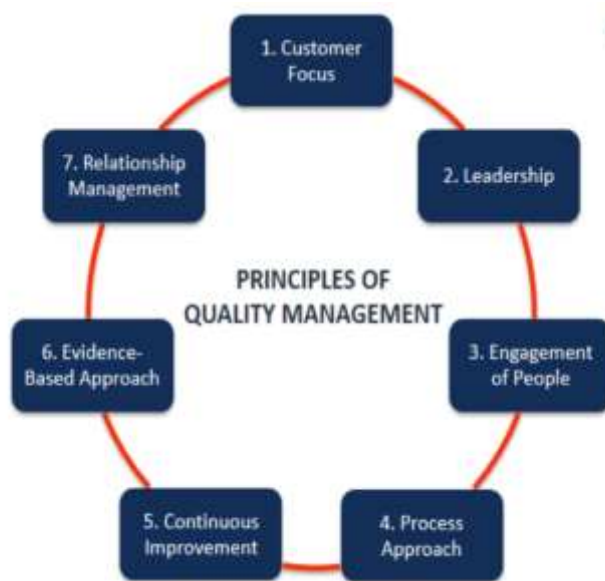 1. Customer
Focus
2. Leadership
3. Engagement
of People
4. Process
Approach
5. Continuous
Improvement
6. Evidence-
Based Approach
7. Relationship
Management
PRINCIPLES OF
QUALITY MANAGEMENT